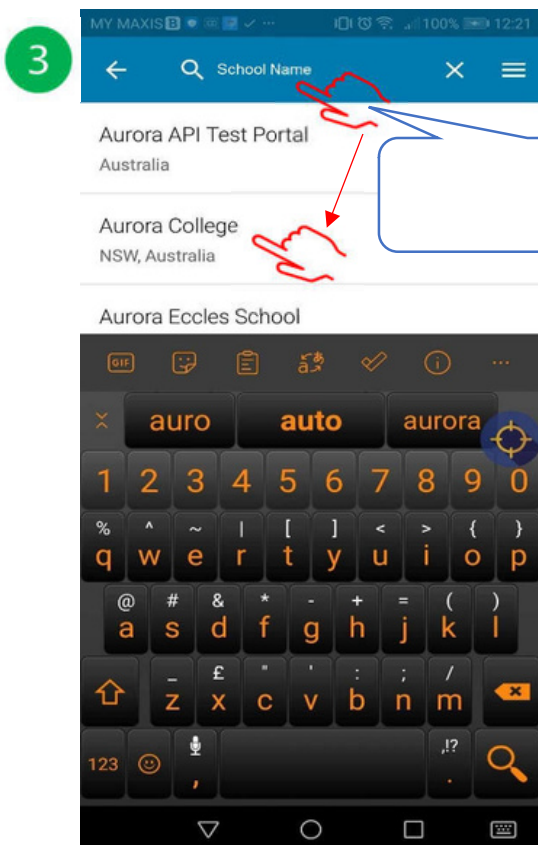 3
MY MAXIS B ... 100% 12:21
School Name
Aurora API Test Portal
Australia
Aurora College
NSW, Australia
Aurora Eccles School
GIF
auro auto aurora
1 2 3 4 5 6 7 8 9 0
% ^ ~ | [ ] < > { }
q w e r t y u i o p
@ # & * - + = ( )
a s d f g h j k l
_ £ " ' : ; /
z x c v b n m
123 , ,!? .